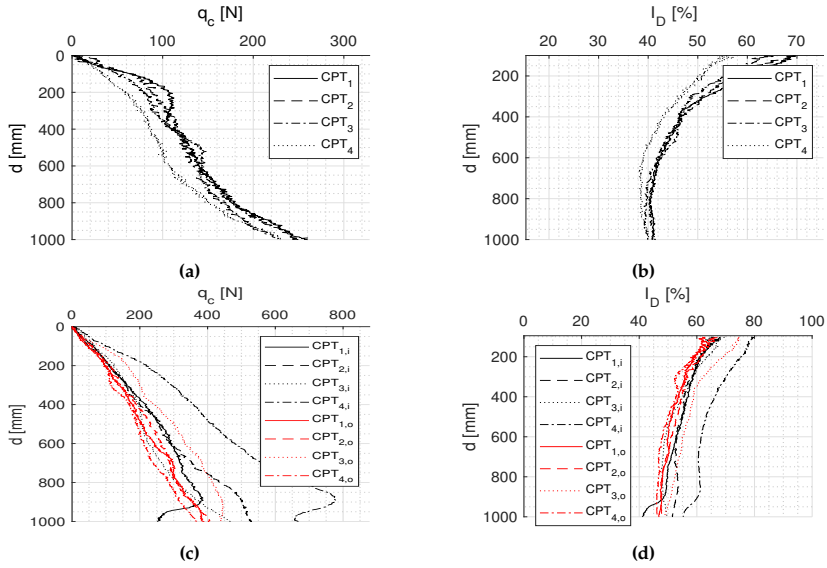 q_c [N]
0 100 200 300
0
200
400
600
800
1000
d [mm]
CPT_1
CPT_2
CPT_3
CPT_4
(a)
I_D [%]
20 30 40 50 60 70
200
400
600
800
1000
d [mm]
CPT_1
CPT_2
CPT_3
CPT_4
(b)
q_c [N]
0 200 400 600 800
0
200
400
600
800
1000
d [mm]
CPT_1,i
CPT_2,i
CPT_3,i
CPT_4,i
CPT_1,o
CPT_2,o
CPT_3,o
CPT_4,o
(c)
I_D [%]
0 20 40 60 80 100
200
400
600
800
1000
d [mm]
CPT_1,i
CPT_2,i
CPT_3,i
CPT_4,i
CPT_1,o
CPT_2,o
CPT_3,o
CPT_4,o
(d)